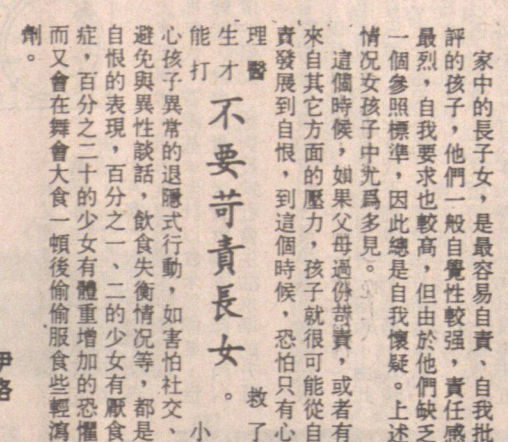 家中的長子女，是最容易自責、自我批
評的孩子，他們一般自覺性較强，責任感
最烈，自我要求也較高，但由於他們缺乏
一個參照標準，因此總是自我懷疑。上述
情况女孩子中尤爲多見。
這個時候，如果父母過份苛責，或者有
來自其它方面的壓力，孩子就很可能從自
責發展到自恨，到這個時候，恐怕只有心
理醫
生才
能打
不要苛責長女
救了
。小
心孩子異常的退隱式行動，如害怕社交、
避免與異性談話，飲食失衡情况等，都是
自恨的表現，百分之一、二的少女有厭食
症，百分之二十的少女有體重增加的恐懼
而又會在舞會大食一頓後偷偷服食些輕瀉
劑。
伊洛